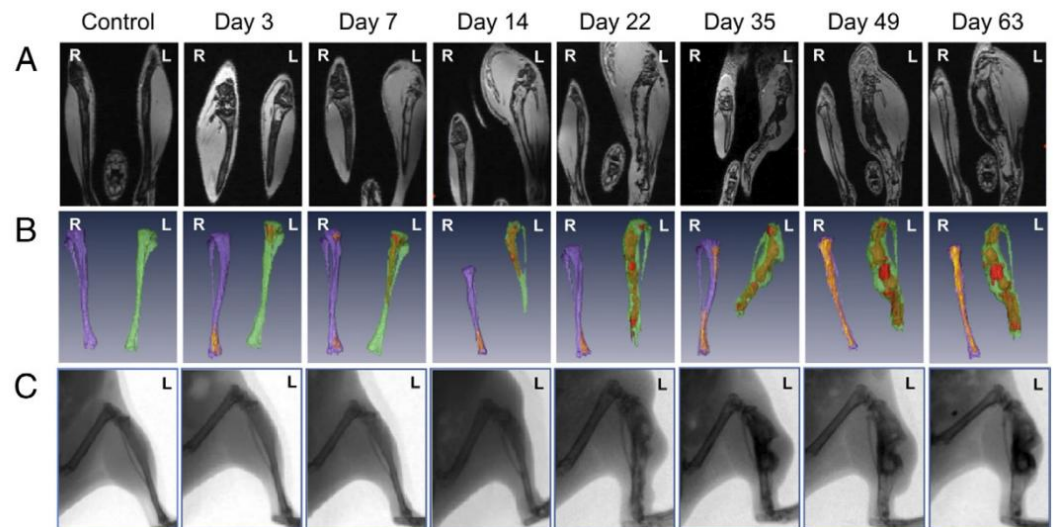 Control Day 3 Day 7 Day 14 Day 22 Day 35 Day 49 Day 63
A R L R L R L R L R L R L R L R L
B R L R L R L R L R L R L R L R L
C L L L L L L L L